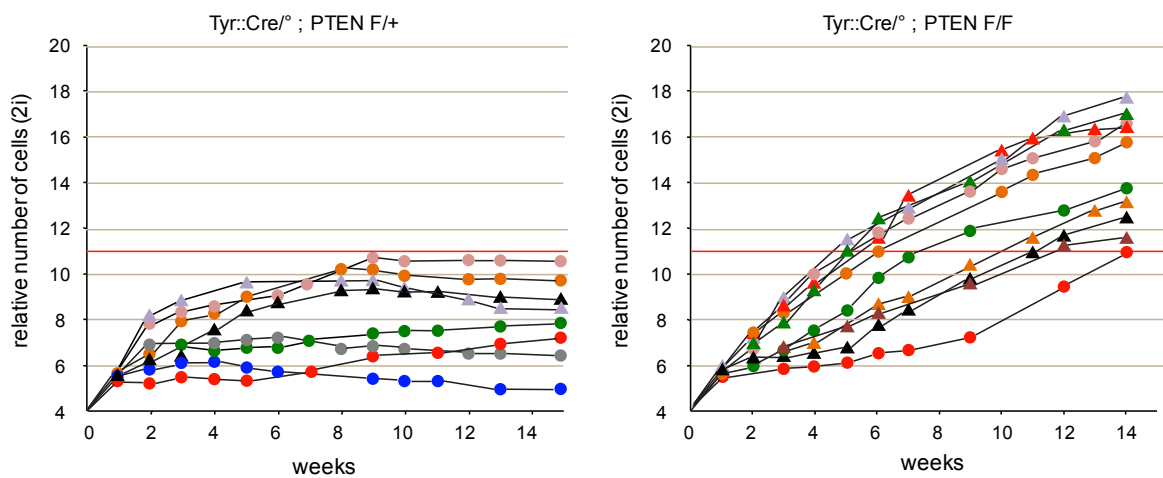 Tyr::Cre/° ; PTEN F/+
relative number of cells (2i)
20
18
16
14
12
10
8
6
4
0 2 4 6 8 10 12 14
weeks
Tyr::Cre/° ; PTEN F/F
relative number of cells (2i)
20
18
16
14
12
10
8
6
4
0 2 4 6 8 10 12 14
weeks